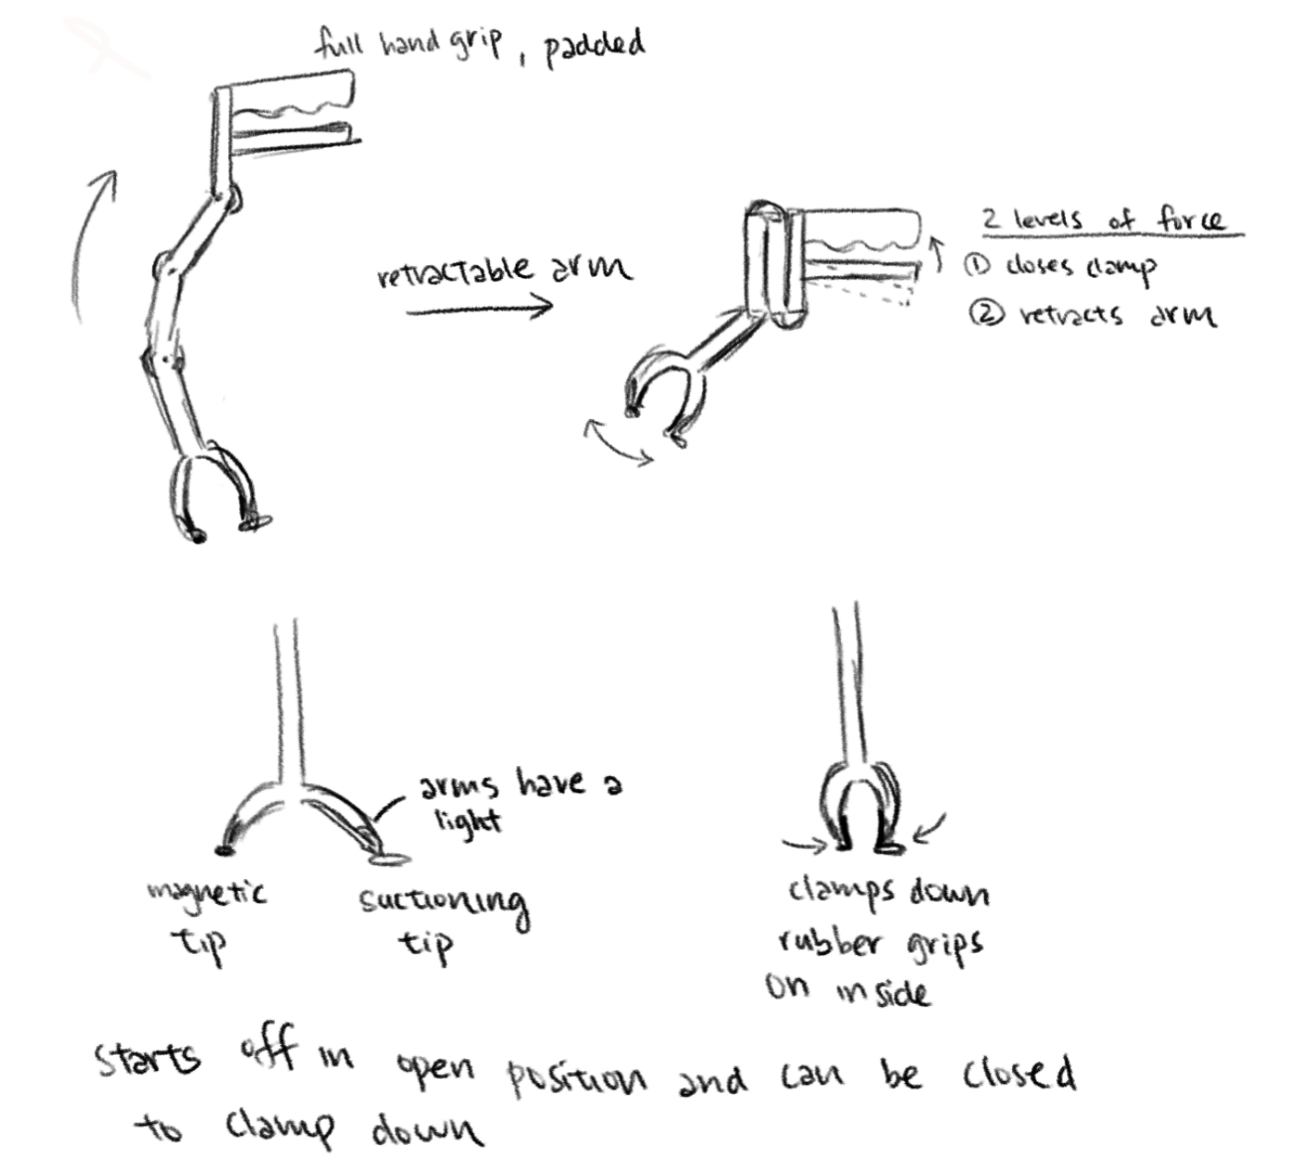 full hand grip, padded
retractable arm
2 levels of force
① closes clamp
② retracts arm
arms have a
light
magnetic
tip
suctioning
tip
clamps down
rubber grips
on inside
starts off in open position and can be closed
to clamp down